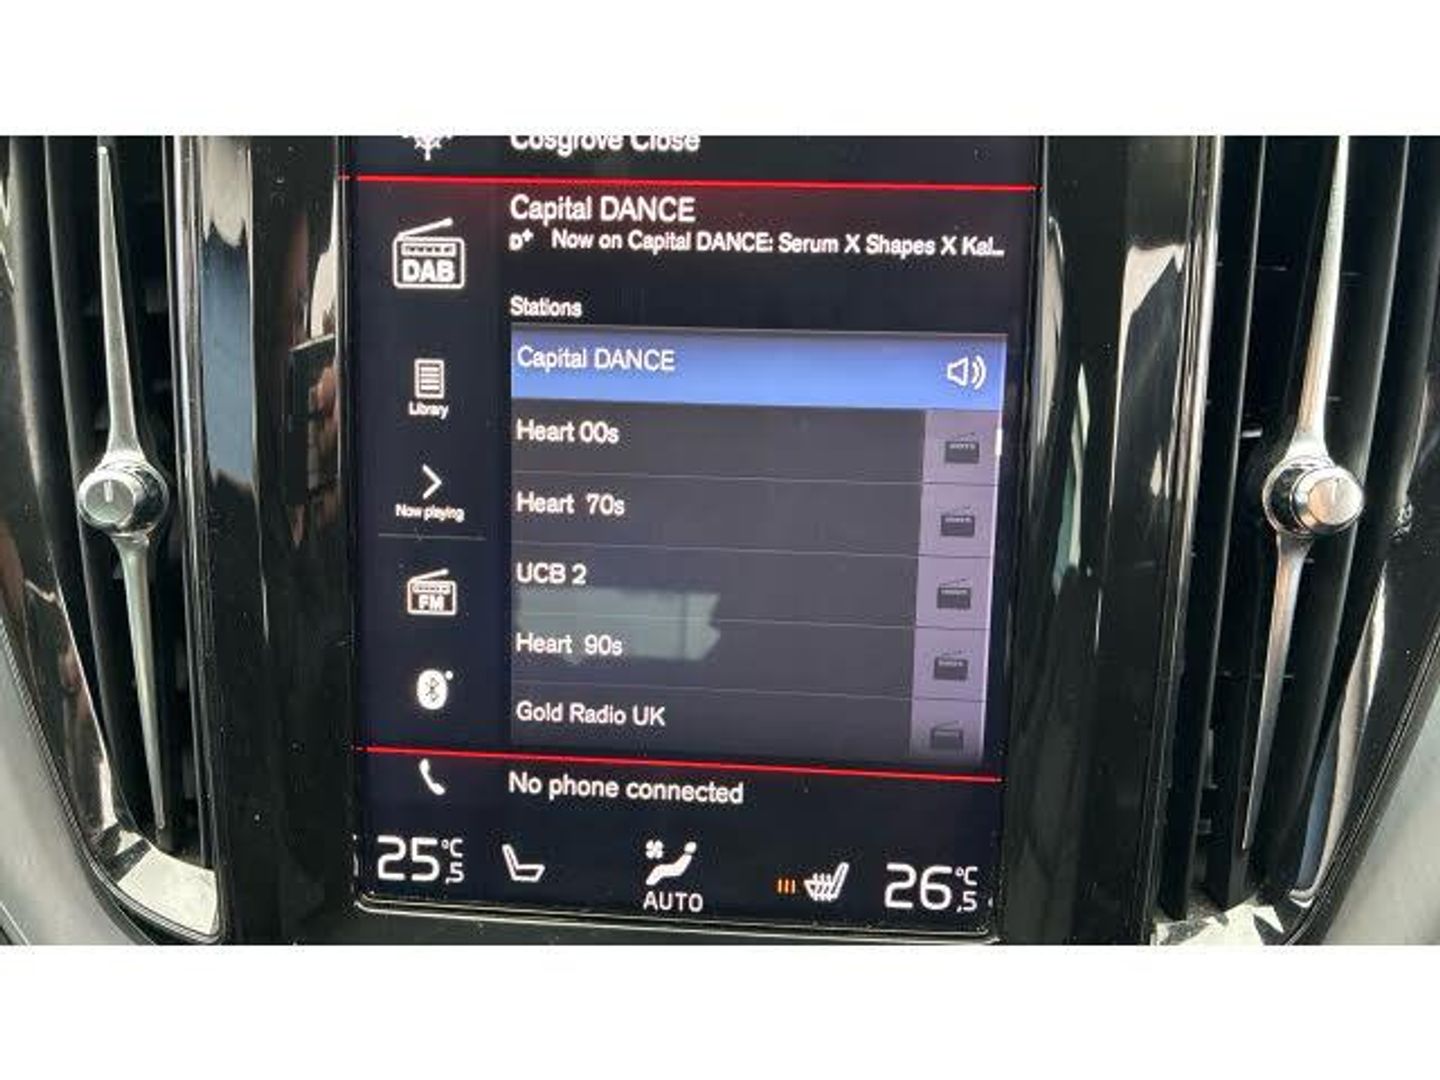 Cosgrove Close
Capital DANCE
D+ Now on Capital DANCE: Serum X Shapes X Kal...
DAB
Stations
Capital DANCE
Library
Heart 00s
Now playing
Heart 70s
FM
UCB 2
Heart 90s
Gold Radio UK
No phone connected
25,5 °C
AUTO
26,5 °C